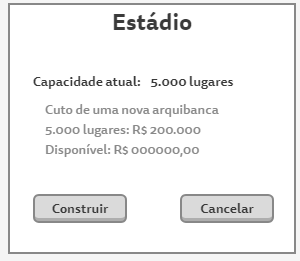 Estádio
Capacidade atual: 5.000 lugares
Cuto de uma nova arquibanca
5.000 lugares: R$ 200.000
Disponível: R$ 000000,00
Construir
Cancelar